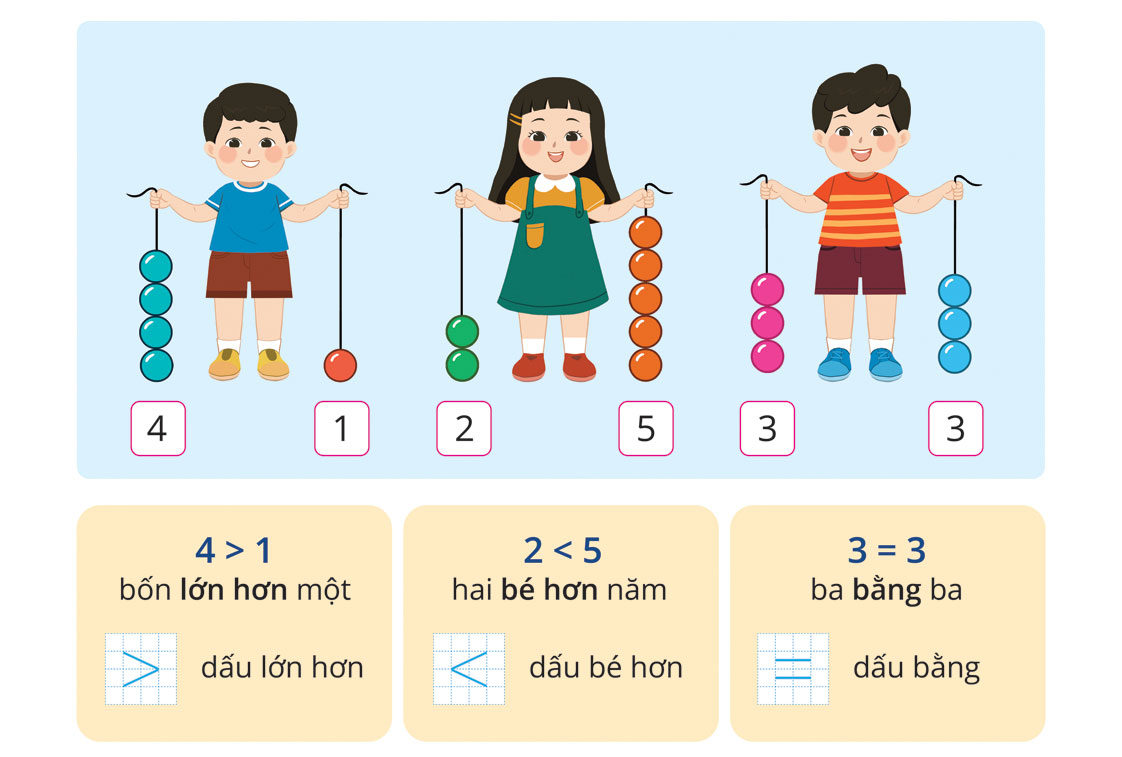 4 1 2 5 3 3
4 > 1
bốn lớn hơn một
> dấu lớn hơn
2 < 5
hai bé hơn năm
< dấu bé hơn
3 = 3
ba bằng ba
= dấu bằng